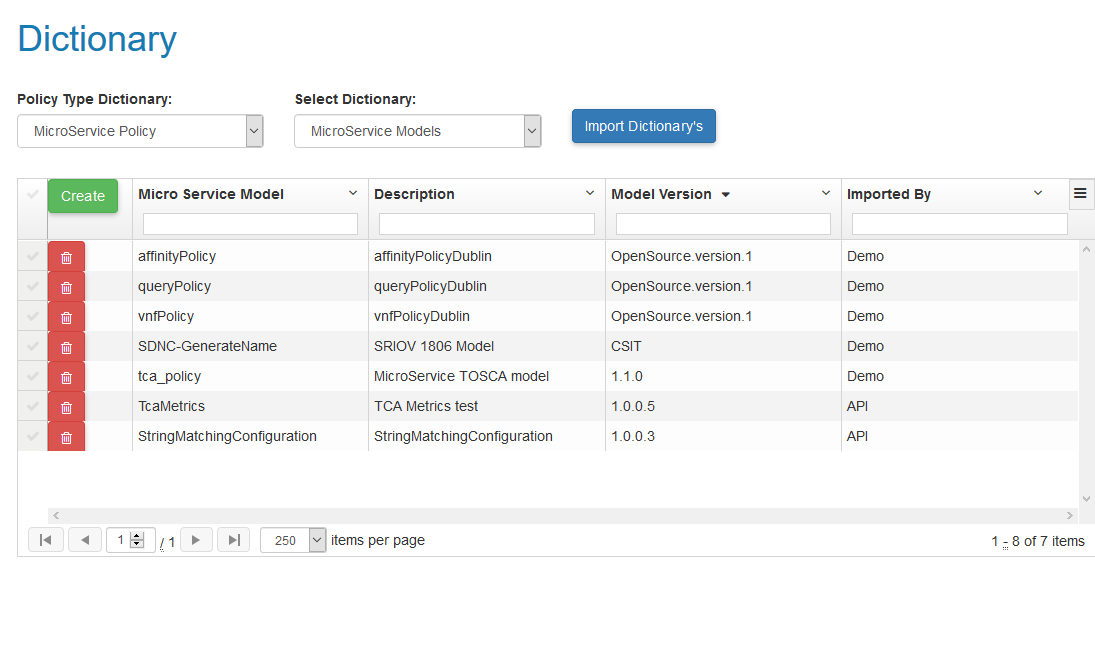 Dictionary
Policy Type Dictionary: Select Dictionary:
MicroService Policy MicroService Models Import Dictionary's
Create Micro Service Model Description Model Version Imported By
affinityPolicy affinityPolicyDublin OpenSource.version.1 Demo
queryPolicy queryPolicyDublin OpenSource.version.1 Demo
vnfPolicy vnfPolicyDublin OpenSource.version.1 Demo
SDNC-GenerateName SRIOV 1806 Model CSIT Demo
tca_policy MicroService TOSCA model 1.1.0 Demo
TcaMetrics TCA Metrics test 1.0.0.5 API
StringMatchingConfiguration StringMatchingConfiguration 1.0.0.3 API
1 / 1 250 items per page 1 - 8 of 7 items